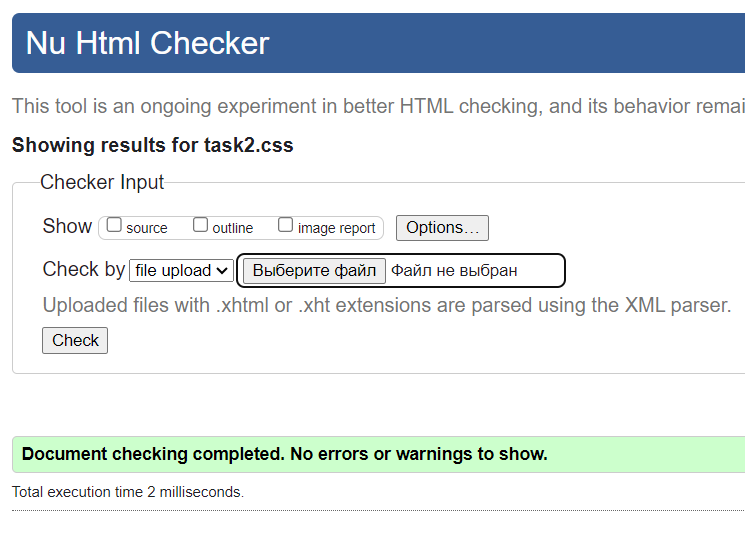 Nu Html Checker
This tool is an ongoing experiment in better HTML checking, and its behavior remai
Showing results for task2.css
Checker Input
Show source outline image report Options...
Check by file upload Выберите файл Файл не выбран
Uploaded files with .xhtml or .xht extensions are parsed using the XML parser.
Check
Document checking completed. No errors or warnings to show.
Total execution time 2 milliseconds.